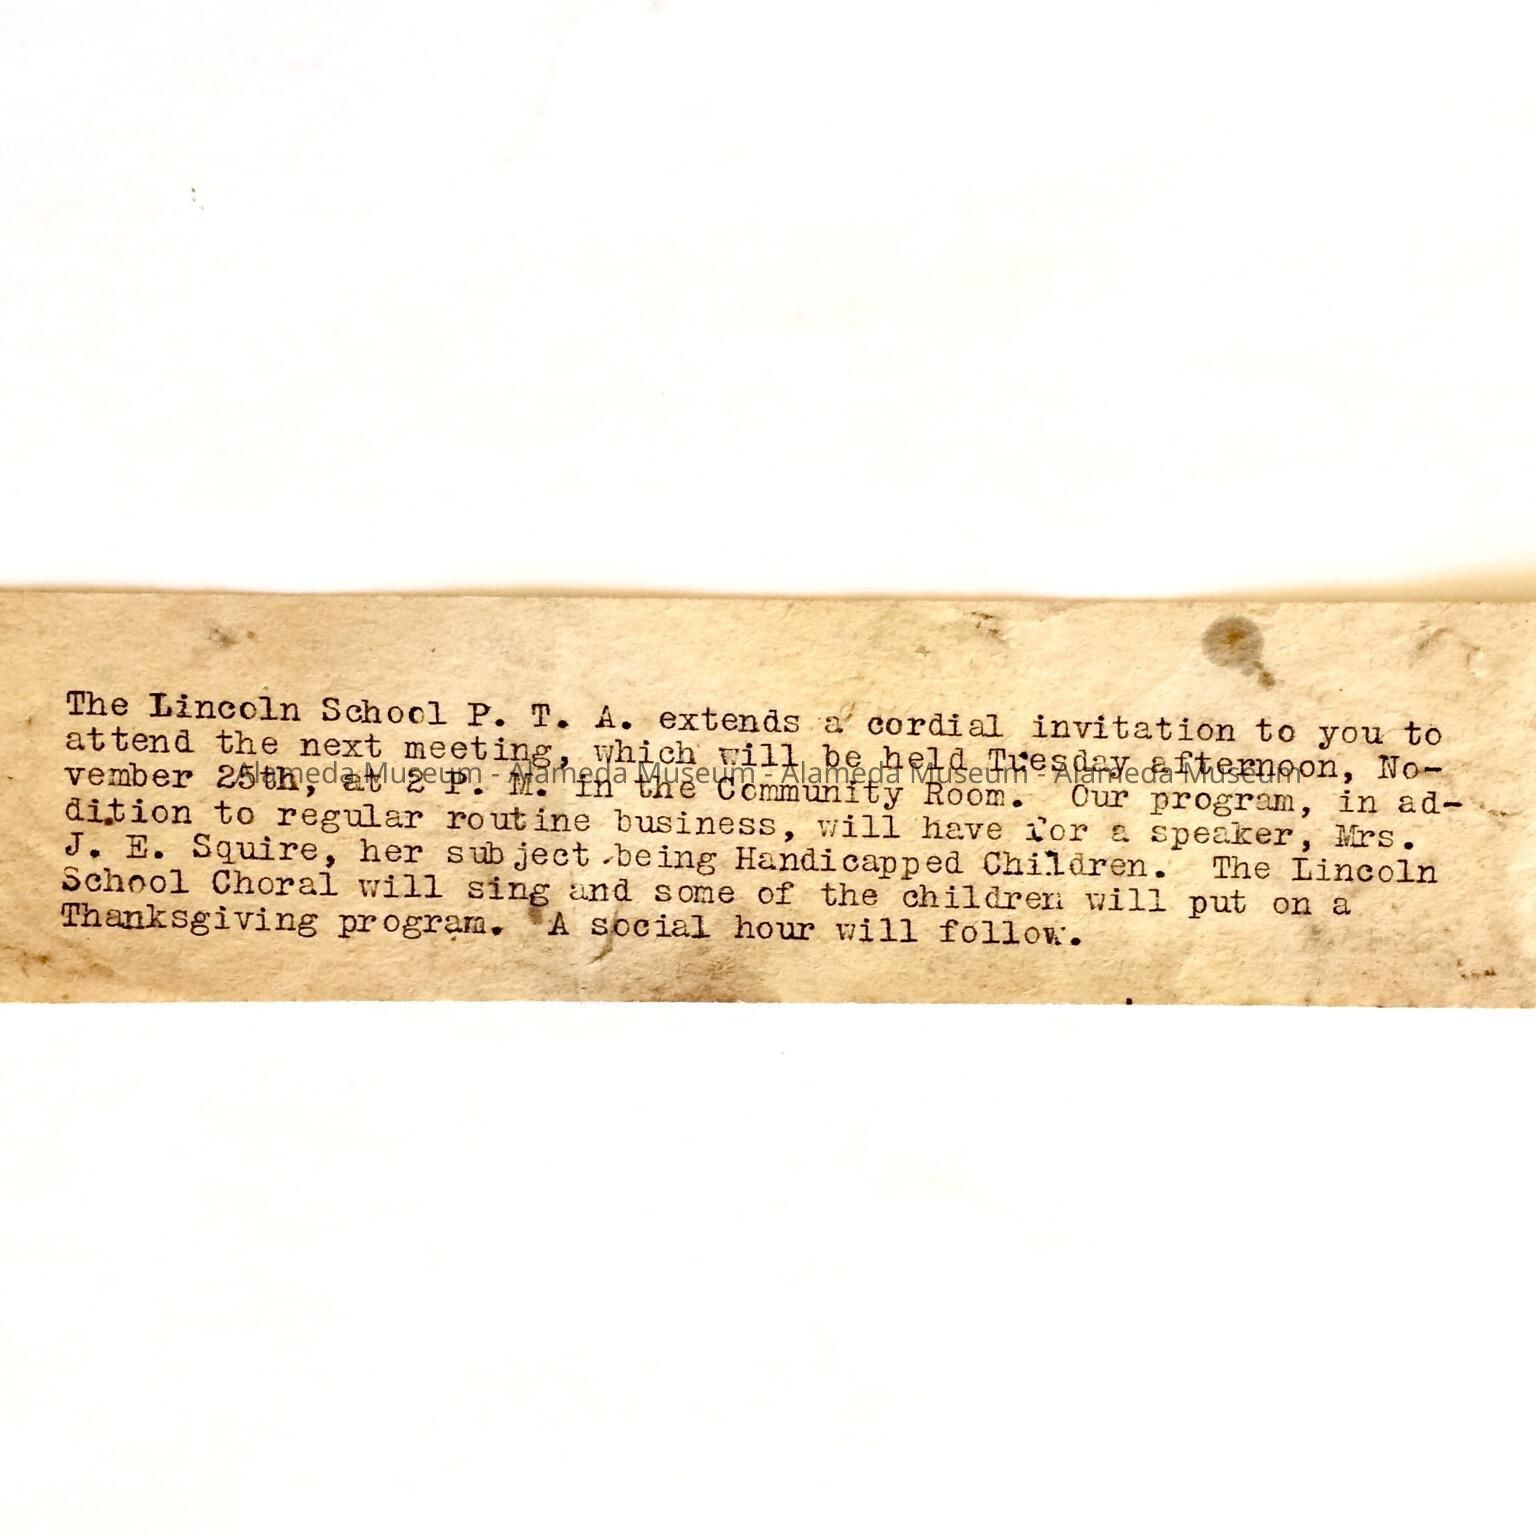 The Lincoln School P. T. A. extends a cordial invitation to you to
attend the next meeting, which will be held Tuesday afternoon, No-
vember 25th, at 2 P. M. in the Community Room.  Our program, in ad-
dition to regular routine business, will have for a speaker, Mrs.
J. E. Squire, her subject being Handicapped Children.  The Lincoln
School Choral will sing and some of the children will put on a
Thanksgiving program.  A social hour will follow.
Alameda Museum - Alameda Museum - Alameda Museum - Alameda Museum